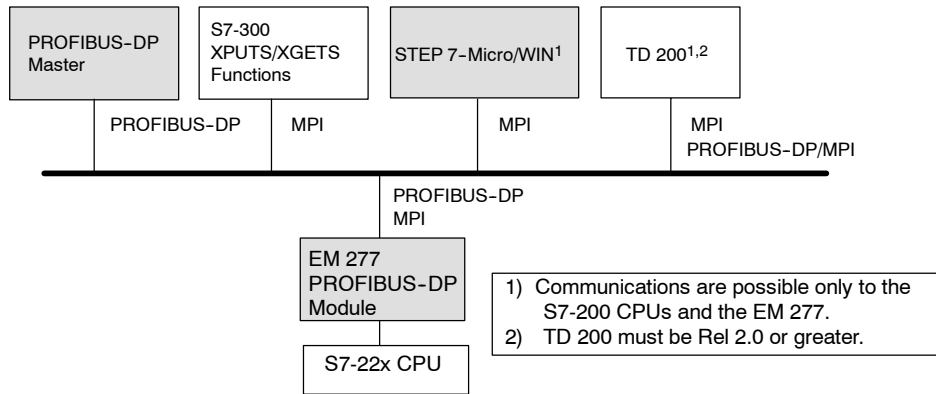 PROFIBUS-DP
Master
S7-300
XPUTS/XGETS
Functions
STEP 7-Micro/WIN¹
TD 200¹,²
PROFIBUS-DP
MPI
MPI
MPI
PROFIBUS-DP/MPI
PROFIBUS-DP
MPI
EM 277
PROFIBUS-DP
Module
S7-22x CPU
1) Communications are possible only to the
S7-200 CPUs and the EM 277.
2) TD 200 must be Rel 2.0 or greater.